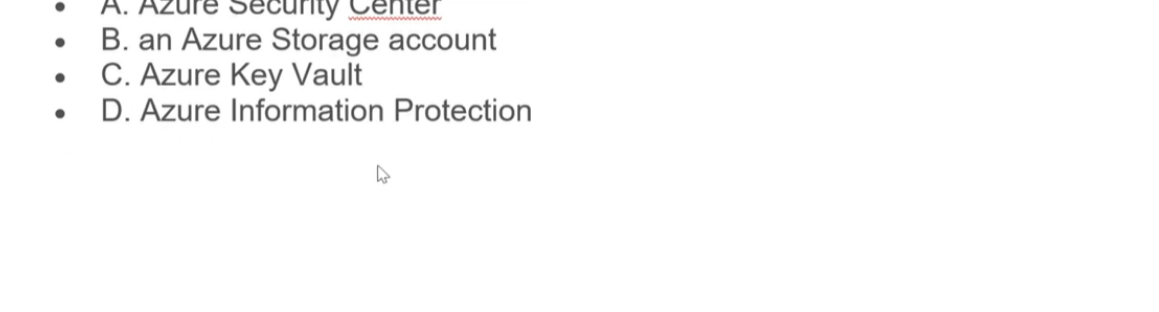 • A. Azure Security Center
• B. an Azure Storage account
• C. Azure Key Vault
• D. Azure Information Protection